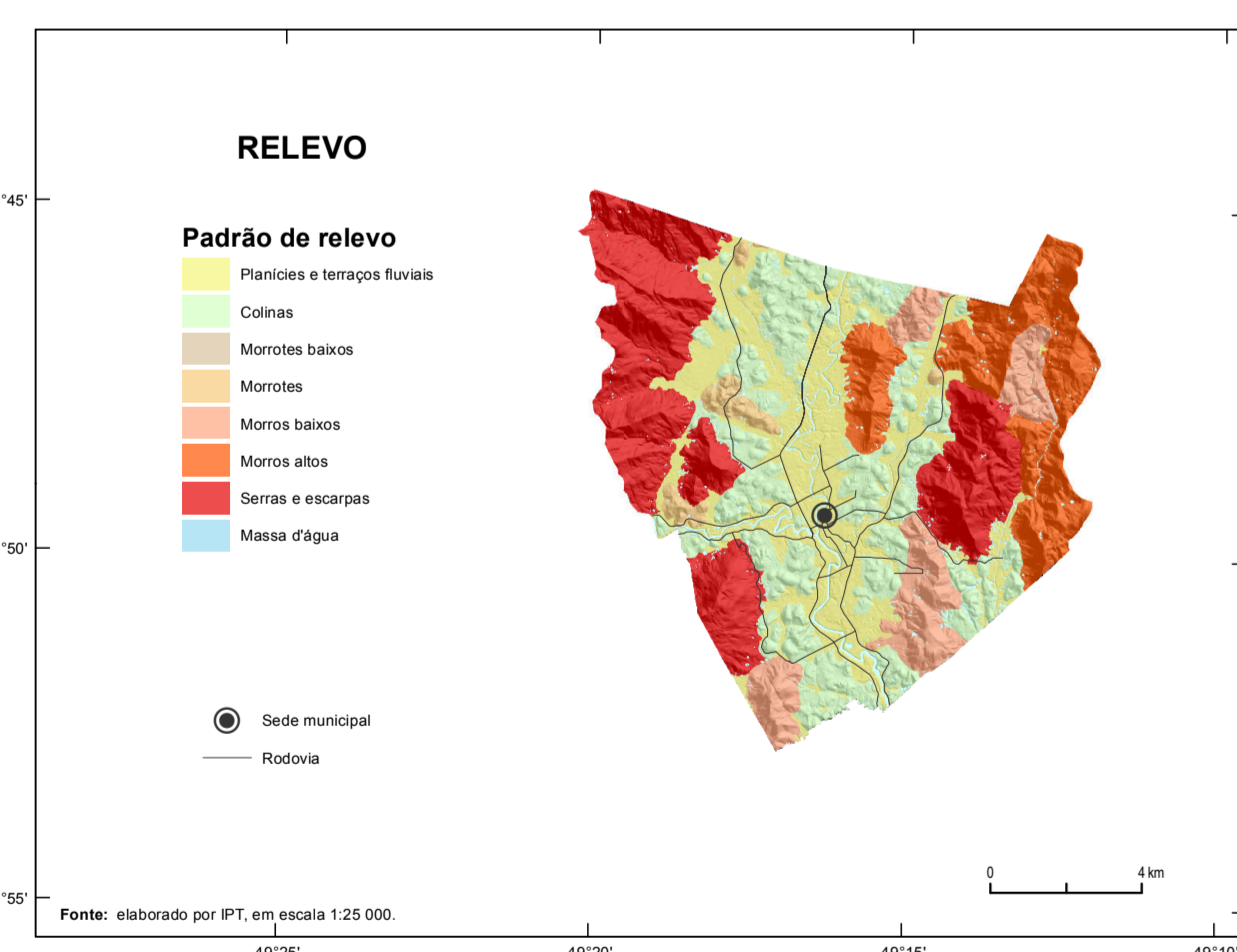 RELEVO
°45'
Padrão de relevo
Planícies e terraços fluviais
Colinas
Morrotes baixos
Morrotes
Morros baixos
Morros altos
Serras e escarpas
°50'
Massa d'água
Sede municipal
Rodovia
0 4 km
°55'
Fonte: elaborado por IPT, em escala 1:25 000.